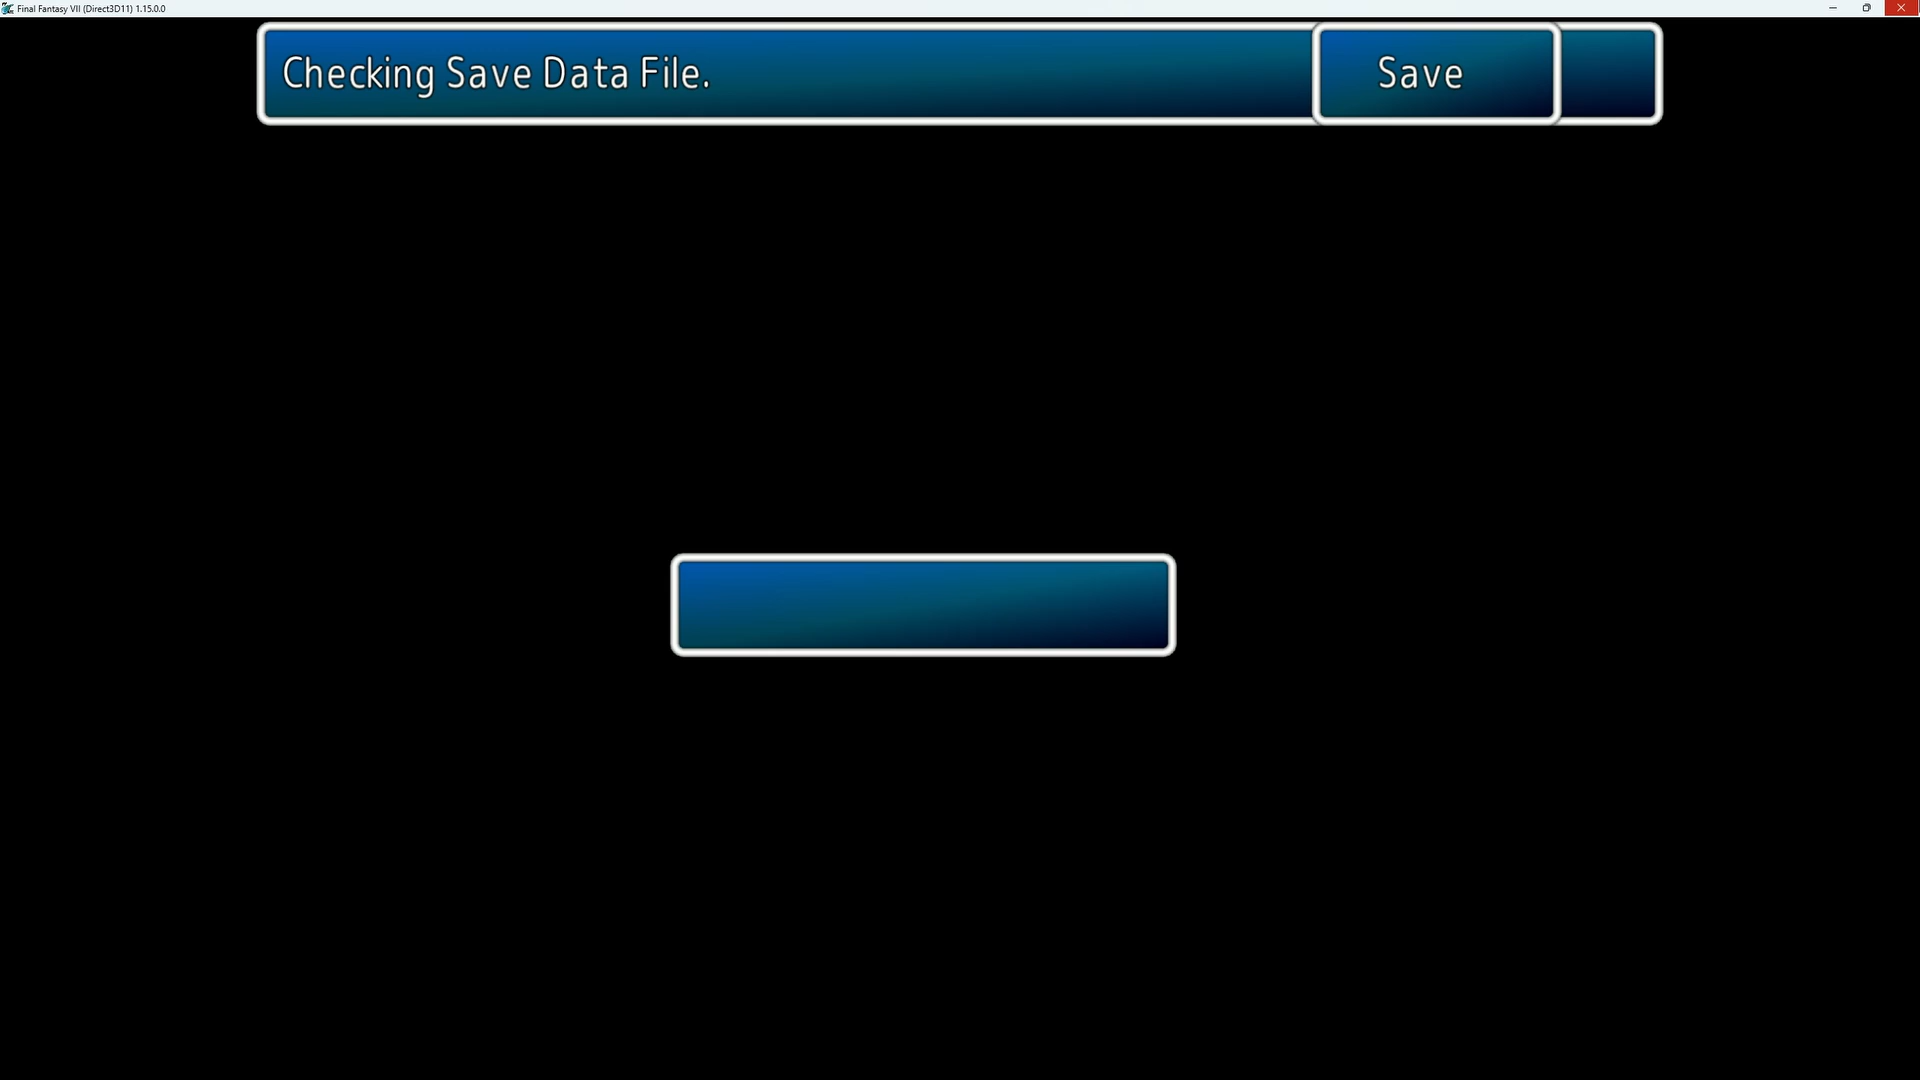 Final Fantasy VII (Direct3D11) 1.15.0.0
Checking Save Data File.
Save